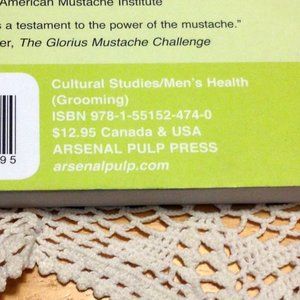 American Mustache Institute
s a testament to the power of the mustache.”
er, The Glorius Mustache Challenge
Cultural Studies/Men's Health
(Grooming)
ISBN 978-1-55152-474-0
$12.95 Canada & USA
ARSENAL PULP PRESS
arsenalpulp.com
95